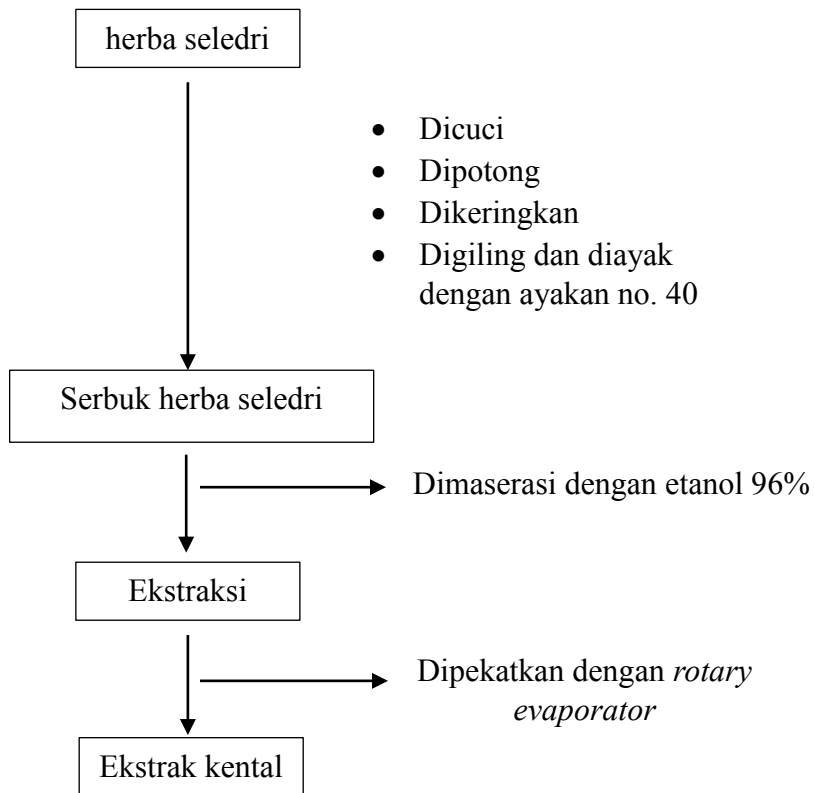 herba seledri
• Dicuci
• Dipotong
• Dikeringkan
• Digiling dan diayak
dengan ayakan no. 40
Serbuk herba seledri
Dimaserasi dengan etanol 96%
Ekstraksi
Dipekatkan dengan rotary
evaporator
Ekstrak kental